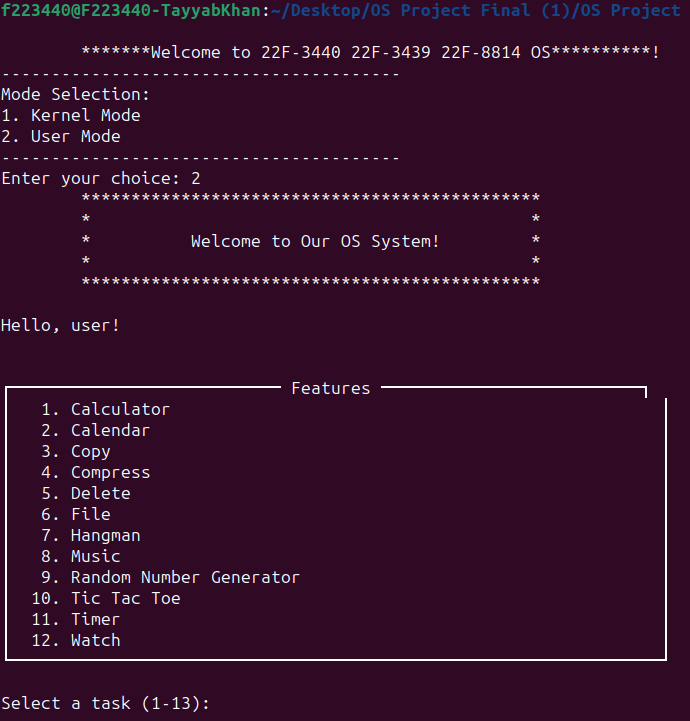 f223440@F223440-TayyabKhan:~/Desktop/OS Project Final (1)/OS Project
*******Welcome to 22F-3440 22F-3439 22F-8814 OS**********!
----------------------------------------
Mode Selection:
1. Kernel Mode
2. User Mode
----------------------------------------
Enter your choice: 2
**********************************************
*                                            *
*          Welcome to Our OS System!         *
*                                            *
**********************************************
Hello, user!
Features
1. Calculator
2. Calendar
3. Copy
4. Compress
5. Delete
6. File
7. Hangman
8. Music
9. Random Number Generator
10. Tic Tac Toe
11. Timer
12. Watch
Select a task (1-13):